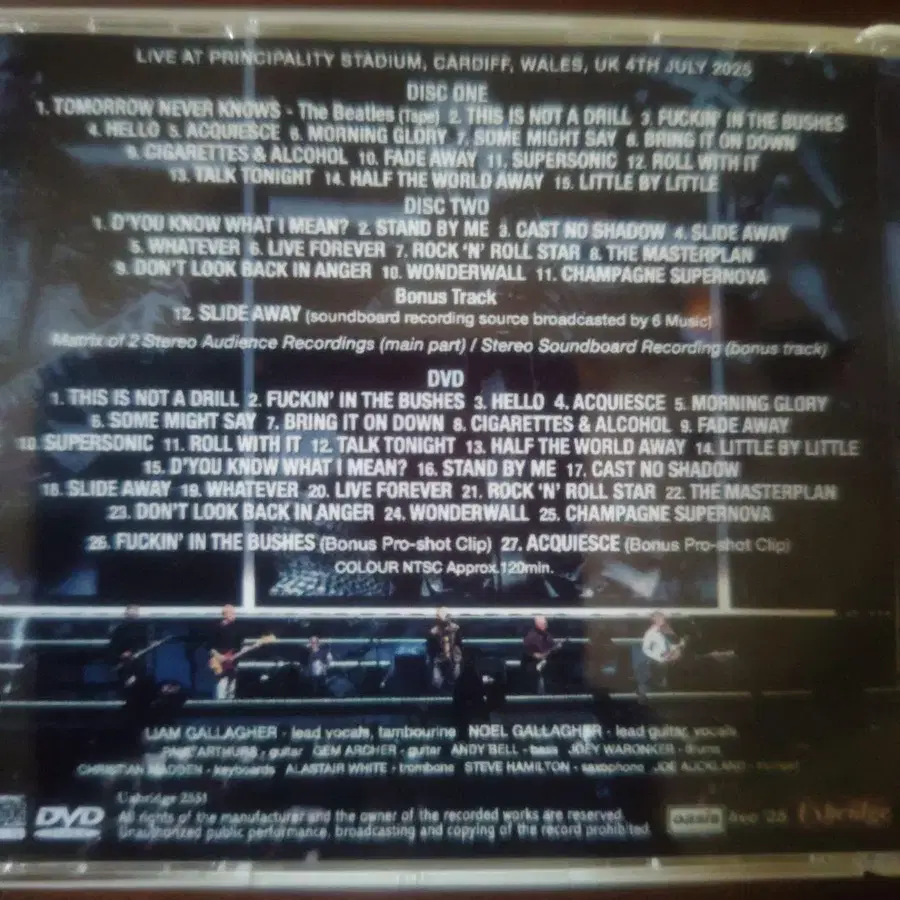 LIVE AT PRINCIPALITY STADIUM, CARDIFF, WALES, UK 4TH JULY 2025
DISC ONE
1. TOMORROW NEVER KNOWS - The Beatles (Tape) 2. THIS IS NOT A DRILL 3. FUCKIN' IN THE BUSHES
4. HELLO 5. ACQUIESCE 6. MORNING GLORY 7. SOME MIGHT SAY 8. BRING IT ON DOWN
9. CIGARETTES & ALCOHOL 10. FADE AWAY 11. SUPERSONIC 12. ROLL WITH IT
13. TALK TONIGHT 14. HALF THE WORLD AWAY 15. LITTLE BY LITTLE
DISC TWO
1. D'YOU KNOW WHAT I MEAN? 2. STAND BY ME 3. CAST NO SHADOW 4. SLIDE AWAY
5. WHATEVER 6. LIVE FOREVER 7. ROCK 'N' ROLL STAR 8. THE MASTERPLAN
9. DON'T LOOK BACK IN ANGER 10. WONDERWALL 11. CHAMPAGNE SUPERNOVA
Bonus Track
12. SLIDE AWAY (soundboard recording source broadcasted by 6 Music)
Matrix of 2 Stereo Audience Recordings (main part) / Stereo Soundboard Recording (bonus track)
DVD
1. THIS IS NOT A DRILL 2. FUCKIN' IN THE BUSHES 3. HELLO 4. ACQUIESCE 5. MORNING GLORY
6. SOME MIGHT SAY 7. BRING IT ON DOWN 8. CIGARETTES & ALCOHOL 9. FADE AWAY
10. SUPERSONIC 11. ROLL WITH IT 12. TALK TONIGHT 13. HALF THE WORLD AWAY 14. LITTLE BY LITTLE
15. D'YOU KNOW WHAT I MEAN? 16. STAND BY ME 17. CAST NO SHADOW
18. SLIDE AWAY 19. WHATEVER 20. LIVE FOREVER 21. ROCK 'N' ROLL STAR 22. THE MASTERPLAN
23. DON'T LOOK BACK IN ANGER 24. WONDERWALL 25. CHAMPAGNE SUPERNOVA
26. FUCKIN' IN THE BUSHES (Bonus Pro-shot Clip) 27. ACQUIESCE (Bonus Pro-shot Clip)
COLOUR NTSC Approx.120min.
LIAM GALLAGHER - lead vocals, tambourine NOEL GALLAGHER - lead guitar, vocals
PAUL ARTHURS - guitar GEM ARCHER - guitar ANDY BELL - bass JOEY WARONKER - drums
CHRISTIAN MADDEN - keyboards ALASTAIR WHITE - trombone STEVE HAMILTON - saxophone JOE AUCKLAND - trumpet
Uxbridge 2551
DVD All rights of the manufacturer and the owner of the recorded works are reserved.
Unauthorized public performance, broadcasting and copying of the record prohibited.
oasis live '25 Uxbridge